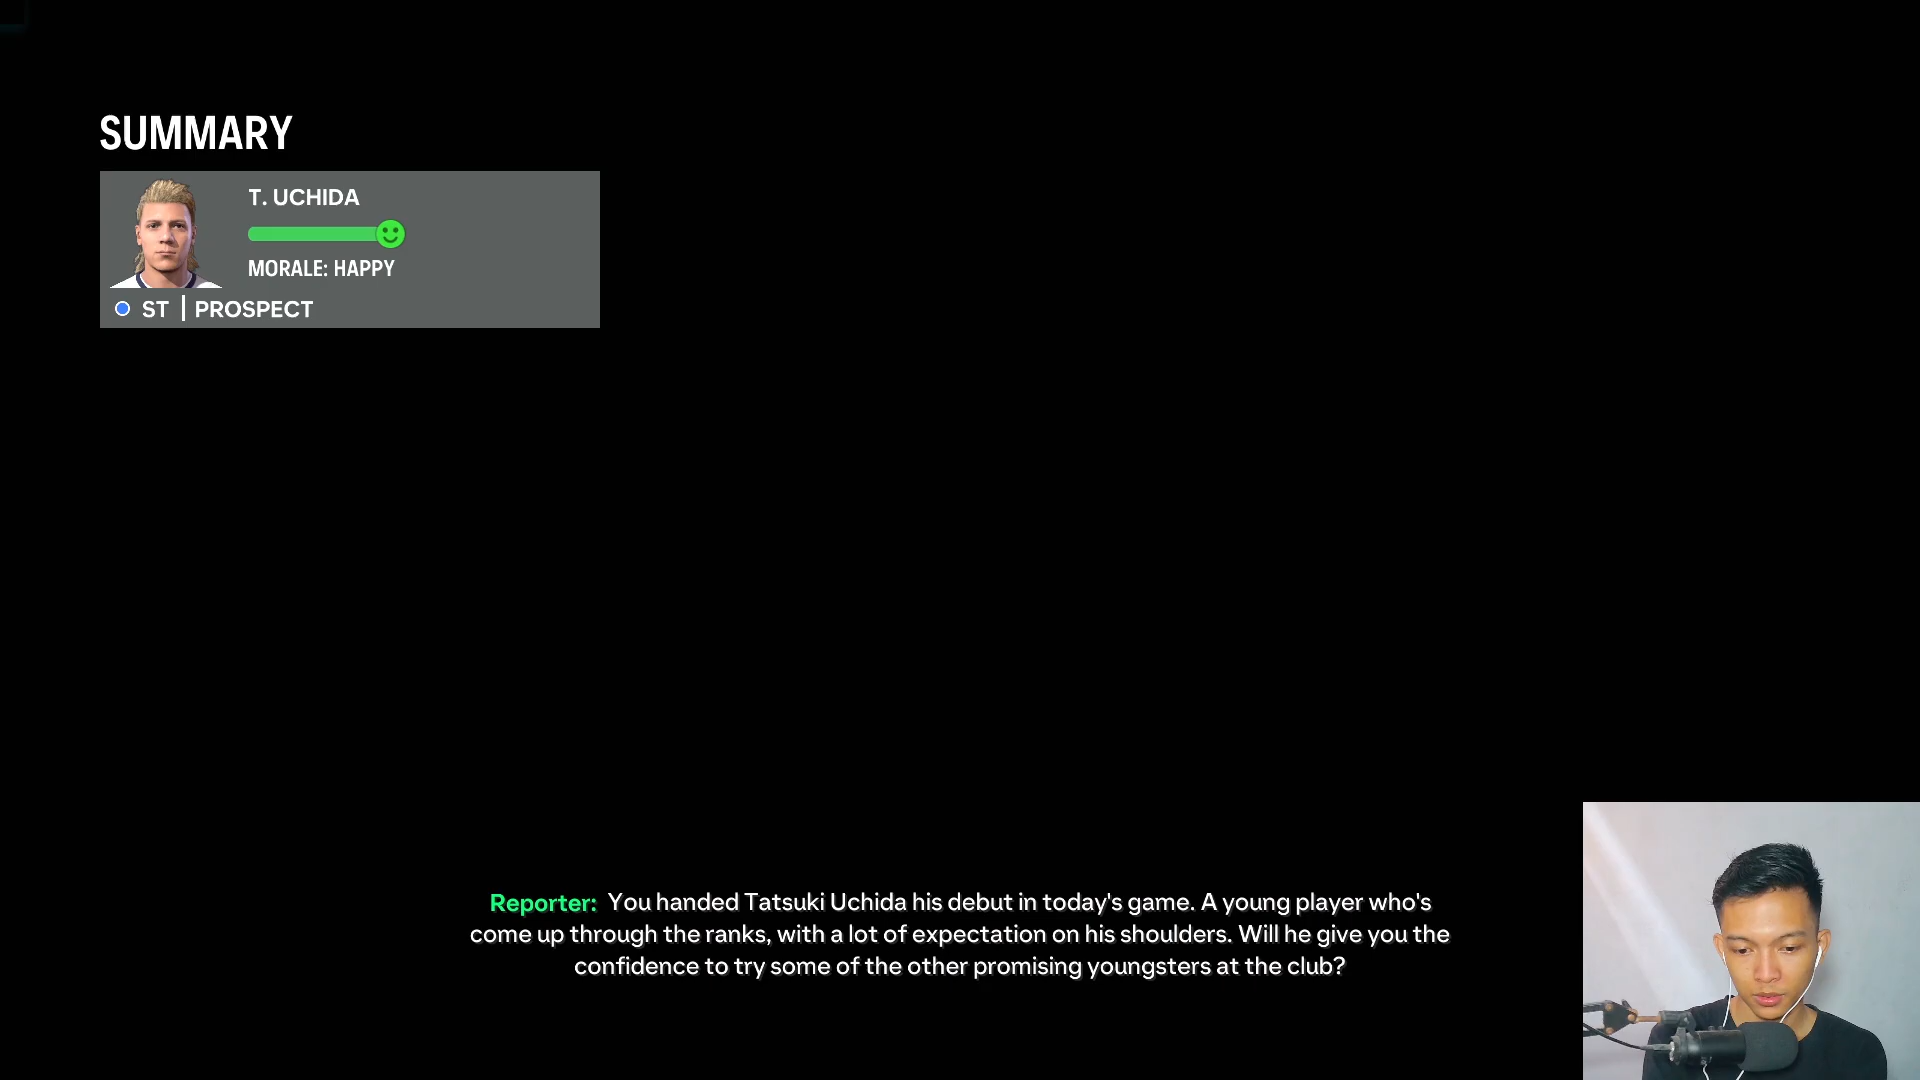 SUMMARY
T. UCHIDA
MORALE: HAPPY
ST | PROSPECT
Reporter: You handed Tatsuki Uchida his debut in today's game. A young player who's
come up through the ranks, with a lot of expectation on his shoulders. Will he give you the
confidence to try some of the other promising youngsters at the club?